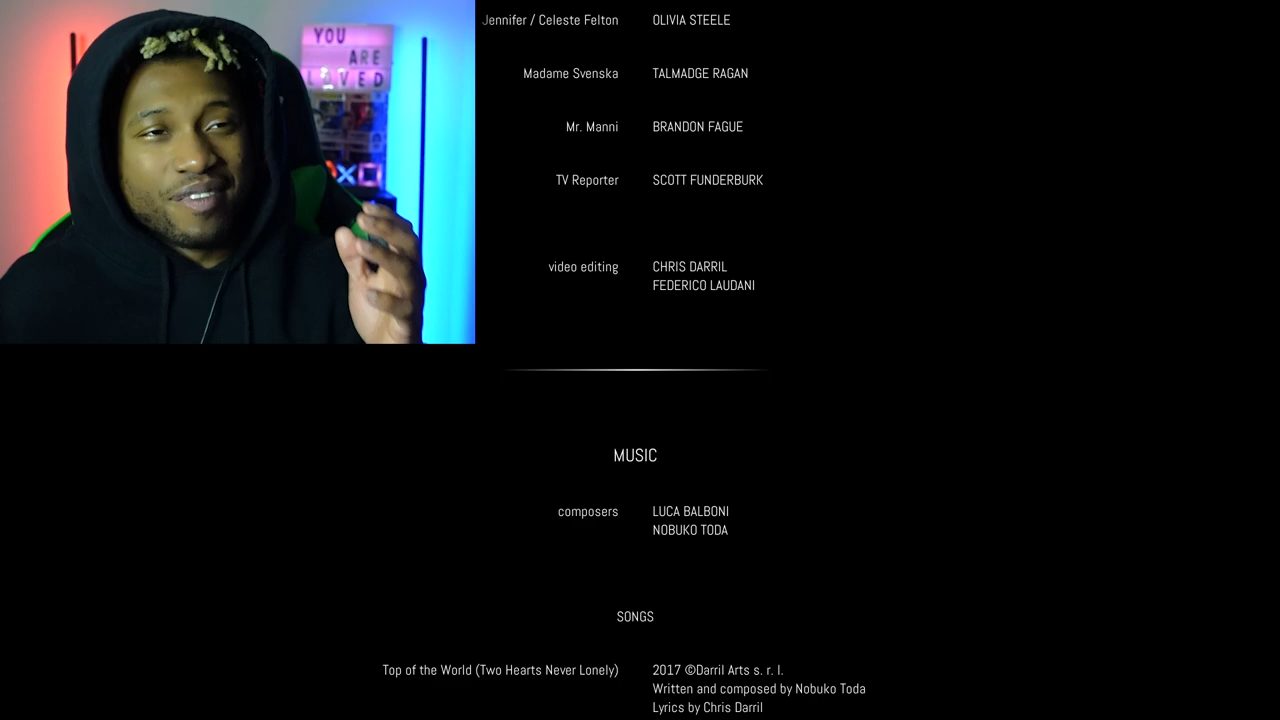 YOU
ARE
LOVED
Jennifer / Celeste Felton OLIVIA STEELE
Madame Svenska TALMADGE RAGAN
Mr. Manni BRANDON FAGUE
TV Reporter SCOTT FUNDERBURK
video editing CHRIS DARRIL
FEDERICO LAUDANI
MUSIC
composers LUCA BALBONI
NOBUKO TODA
SONGS
Top of the World (Two Hearts Never Lonely) 2017 ©Darril Arts s. r. l.
Written and composed by Nobuko Toda
Lyrics by Chris Darril